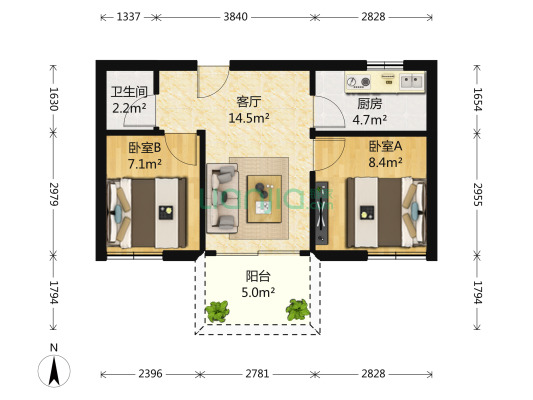 1337 3840 2828
1630
2979
1794
1654
2955
1794
卫生间
2.2m²
客厅
14.5m²
厨房
4.7m²
卧室B
7.1m²
卧室A
8.4m²
阳台
5.0m²
N
2396 2781 2828